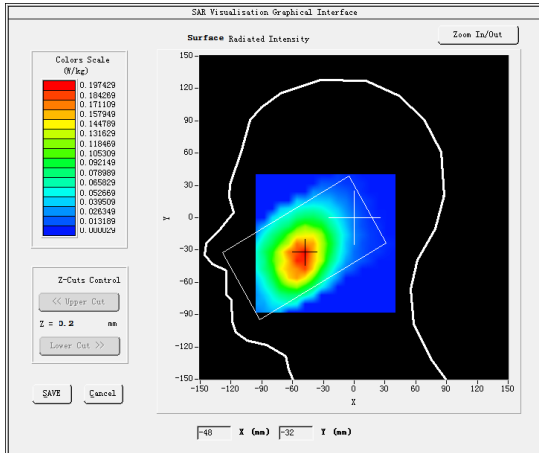 SAR Visualisation Graphical Interface
Surface Radiated Intensity
Zoom In/Out
Colors Scale
(W/kg)
0.197429
0.184269
0.171109
0.157949
0.144789
0.131629
0.118469
0.105309
0.092149
0.078989
0.065829
0.052669
0.039509
0.026349
0.013189
0.000029
Z-Cuts Control
<< Upper Cut
Z = 0.2 mm
Lower Cut >>
SAVE Cancel
150
120
90
60
30
Y 0
-30
-60
-90
-120
-150
-150 -120 -90 -60 -30 0 30 60 90 120 150
X
-48 X (mm) -32 Y (mm)